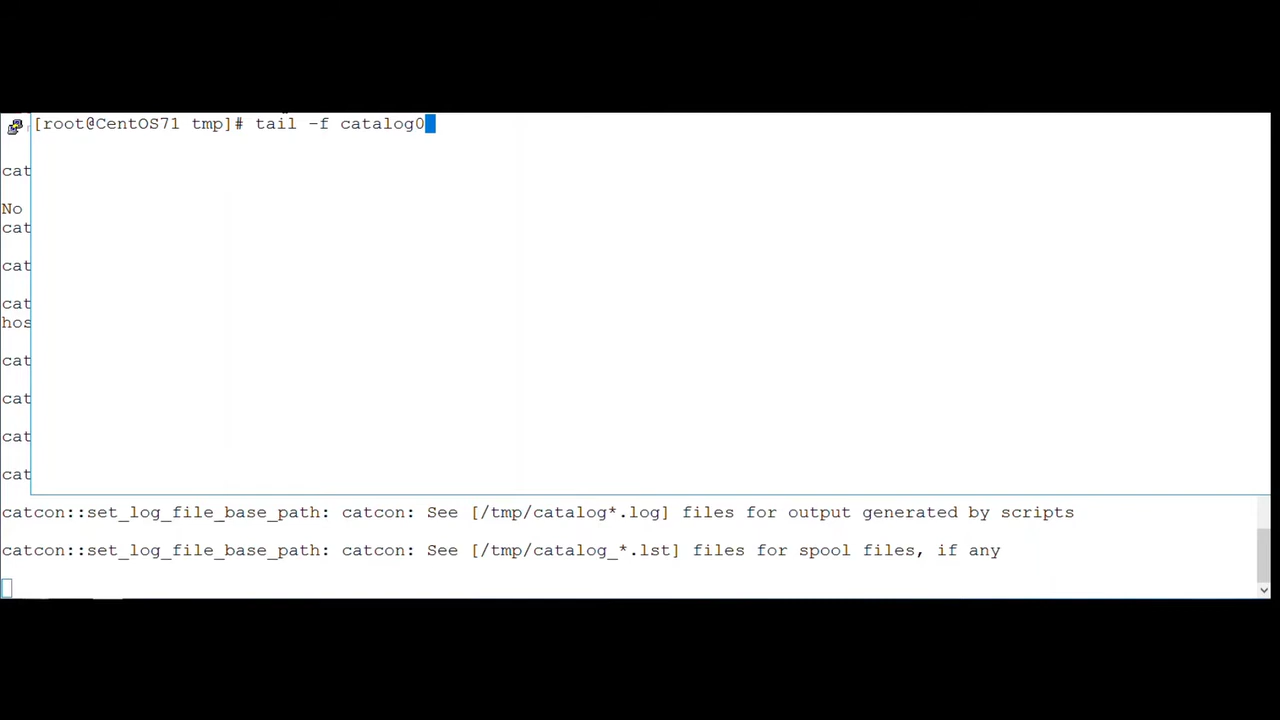 [root@CentOS71 tmp]# tail -f catalog0
cat
No
cat
cat
cat
hos
cat
cat
cat
cat
catcon::set_log_file_base_path: catcon: See [/tmp/catalog*.log] files for output generated by scripts
catcon::set_log_file_base_path: catcon: See [/tmp/catalog_*.lst] files for spool files, if any